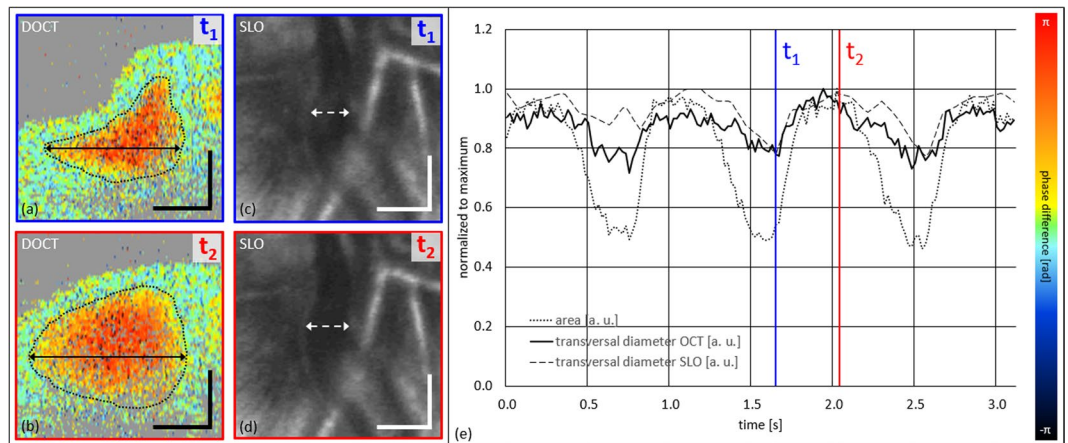 DOCT t₁
(a)
SLO t₁
(c)
DOCT t₂
(b)
SLO t₂
(d)
normalized to maximum
1.2
1.0
0.8
0.6
0.4
0.2
0.0
t₁
t₂
area [a. u.]
transversal diameter OCT [a. u.]
transversal diameter SLO [a. u.]
0.0 0.5 1.0 1.5 2.0 2.5 3.0
time [s]
(e)
π
phase difference [rad]
-π